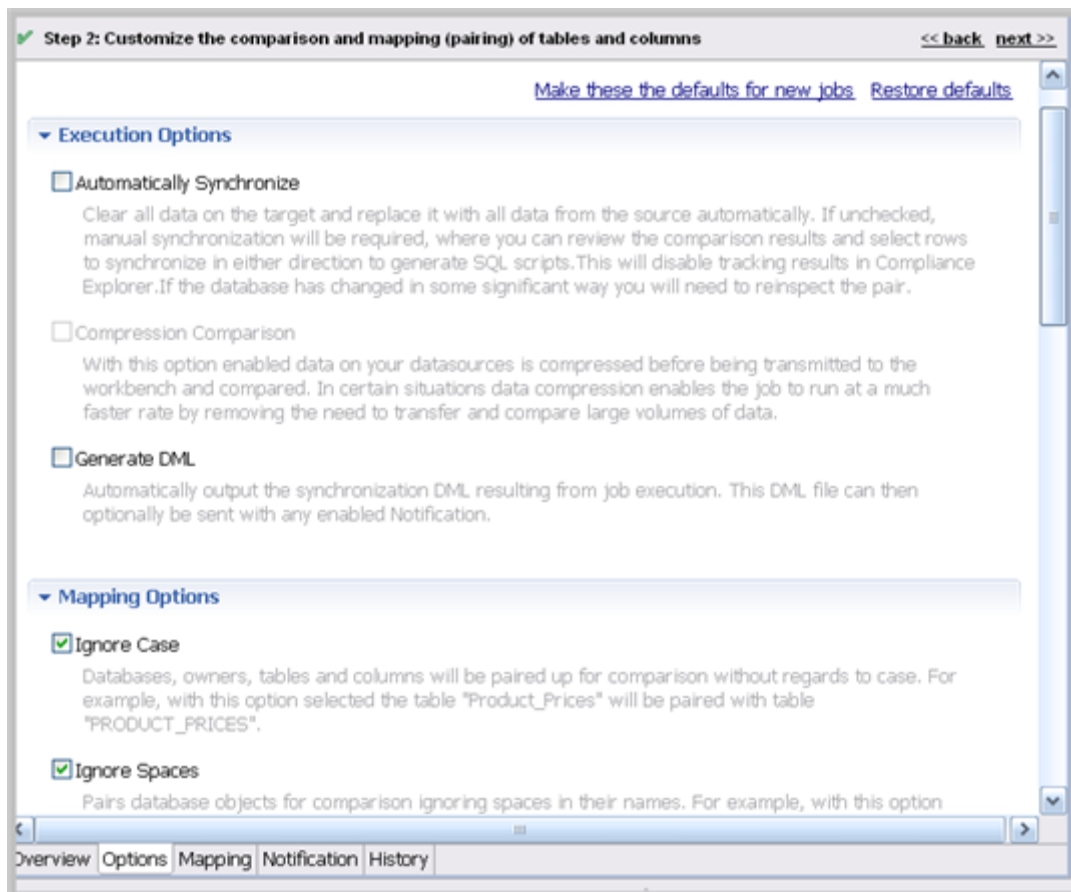 Step 2: Customize the comparison and mapping (pairing) of tables and columns
<< back next >>
Make these the defaults for new jobs Restore defaults
Execution Options
Automatically Synchronize
Clear all data on the target and replace it with all data from the source automatically. If unchecked,
manual synchronization will be required, where you can review the comparison results and select rows
to synchronize in either direction to generate SQL scripts.This will disable tracking results in Compliance
Explorer.If the database has changed in some significant way you will need to reinspect the pair.
Compression Comparison
With this option enabled data on your datasources is compressed before being transmitted to the
workbench and compared. In certain situations data compression enables the job to run at a much
faster rate by removing the need to transfer and compare large volumes of data.
Generate DML
Automatically output the synchronization DML resulting from job execution. This DML file can then
optionally be sent with any enabled Notification.
Mapping Options
Ignore Case
Databases, owners, tables and columns will be paired up for comparison without regards to case. For
example, with this option selected the table "Product_Prices" will be paired with table
"PRODUCT_PRICES".
Ignore Spaces
Pairs database objects for comparison ignoring spaces in their names. For example, with this option
Overview Options Mapping Notification History